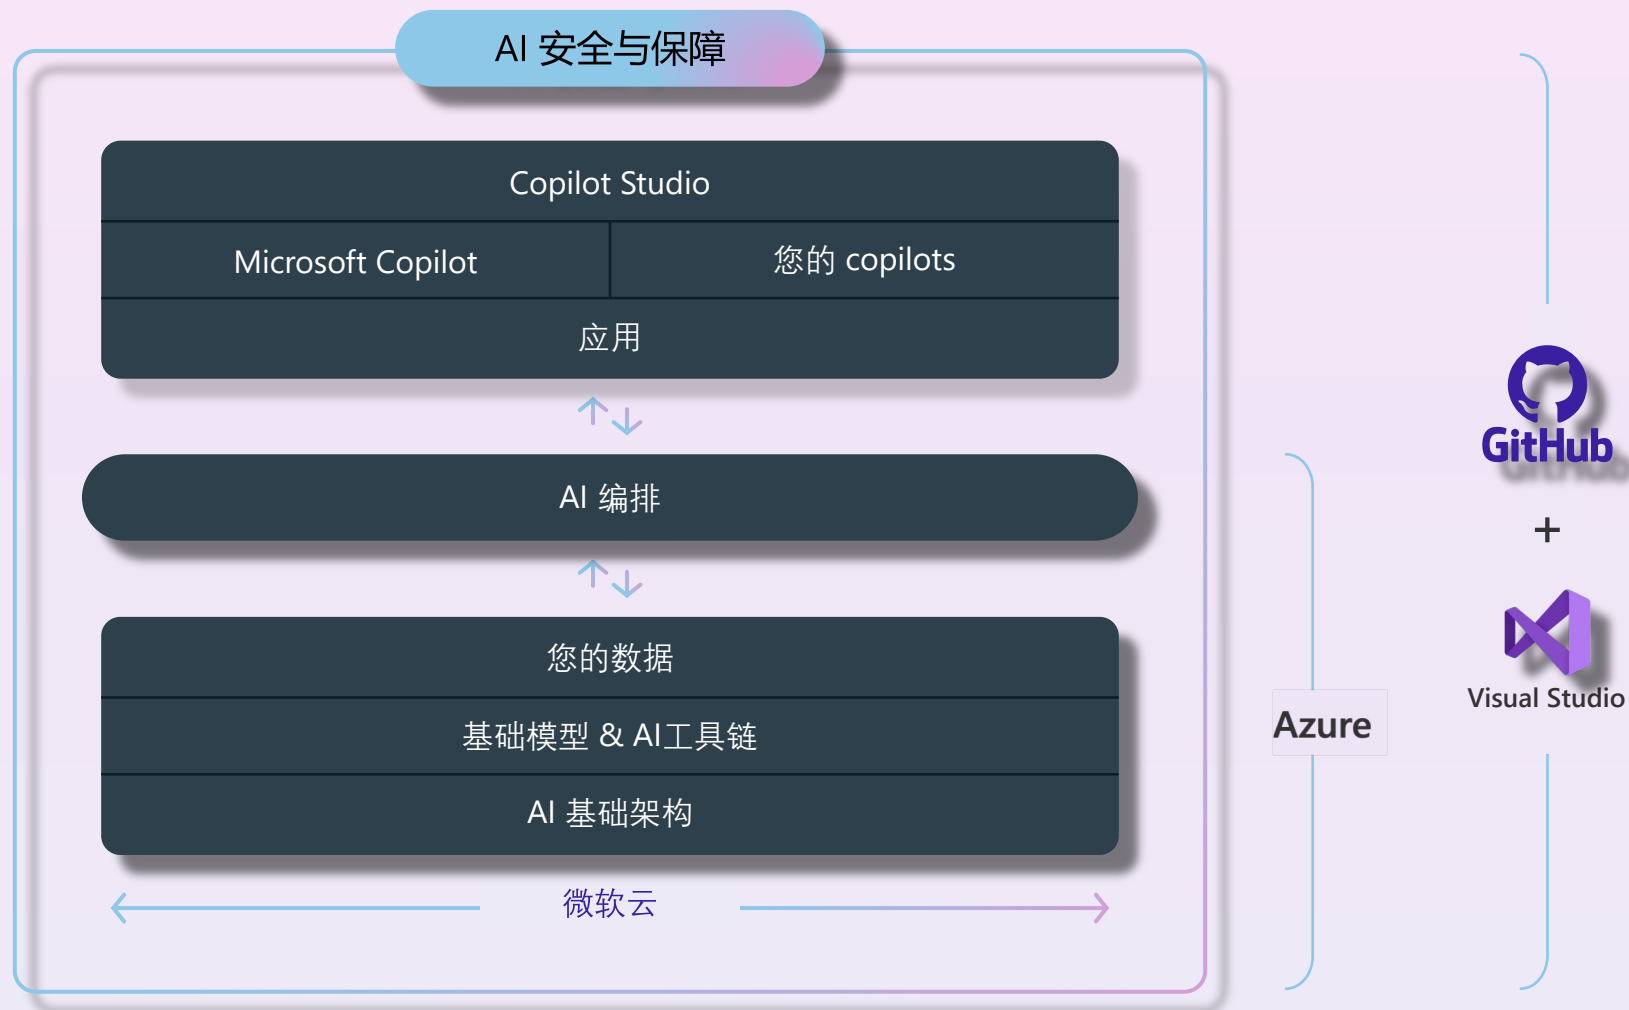 AI 安全与保障
Copilot Studio
Microsoft Copilot
您的 copilots
应用
AI 编排
您的数据
基础模型 & AI工具链
AI 基础架构
微软云
Azure
GitHub
+
Visual Studio